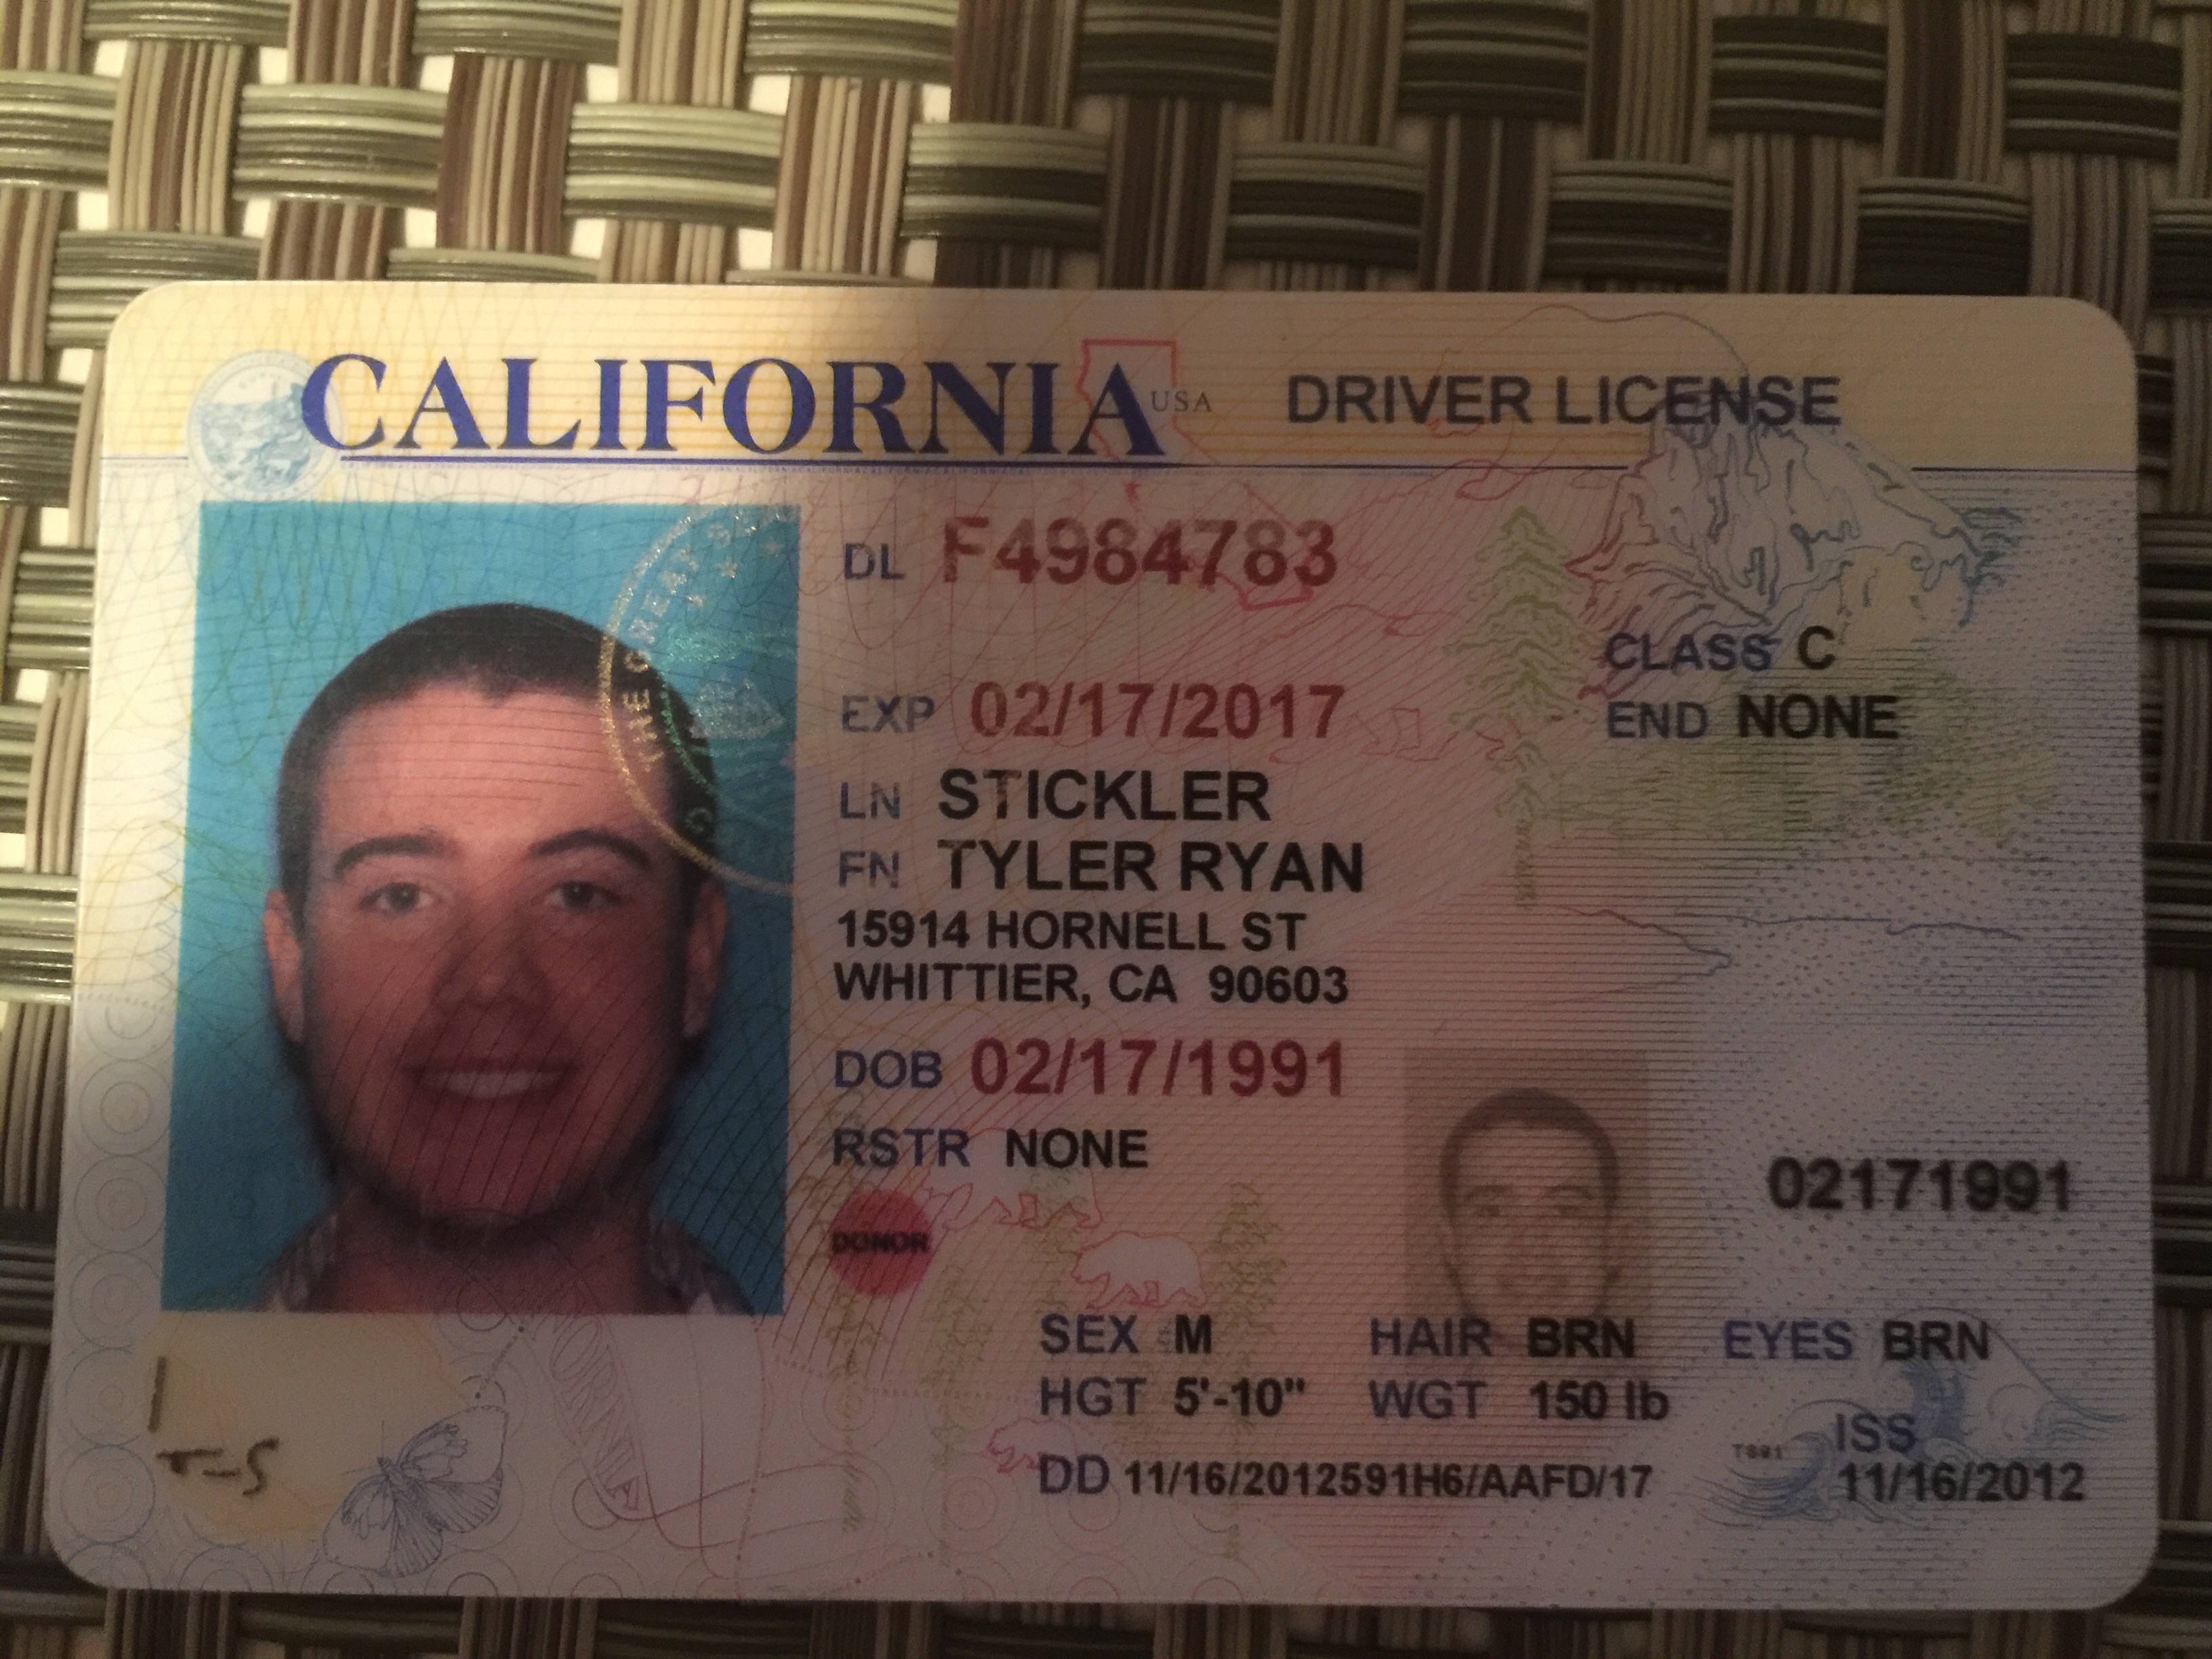 CALIFORNIA USA DRIVER LICENSE
DL F4984783
CLASS C
EXP 02/17/2017
END NONE
LN STICKLER
FN TYLER RYAN
15914 HORNELL ST
WHITTIER, CA 90603
DOB 02/17/1991
RSTR NONE
02171991
DONOR
SEX M HAIR BRN EYES BRN
HGT 5'-10" WGT 150 lb
ISS
DD 11/16/2012591H6/AAFD/17 11/16/2012
THE GREAT S
T-S